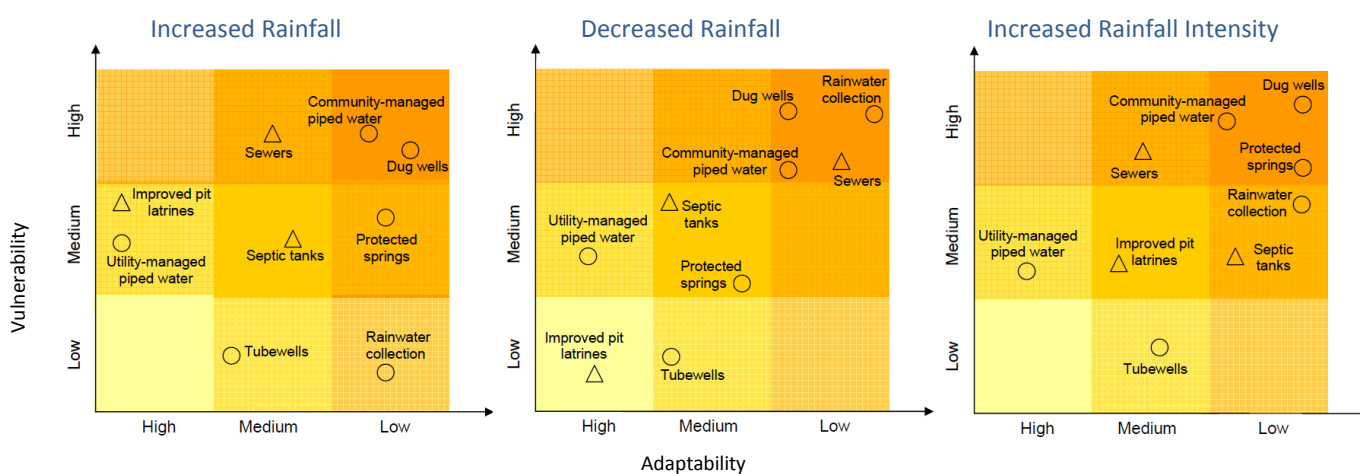 Increased Rainfall
Decreased Rainfall
Increased Rainfall Intensity
Vulnerability
High
Medium
Low
Community-managed
piped water
Sewers
Dug wells
Improved pit
latrines
Utility-managed
piped water
Septic tanks
Protected
springs
Tubewells
Rainwater
collection
High
Medium
Low
High
Medium
Low
Dug wells
Rainwater
collection
Community-managed
piped water
Sewers
Septic
tanks
Utility-managed
piped water
Protected
springs
Improved pit
latrines
Tubewells
High
Medium
Low
High
Medium
Low
Dug wells
Community-managed
piped water
Sewers
Protected
springs
Rainwater
collection
Utility-managed
piped water
Improved pit
latrines
Septic
tanks
Tubewells
High
Medium
Low
Adaptability